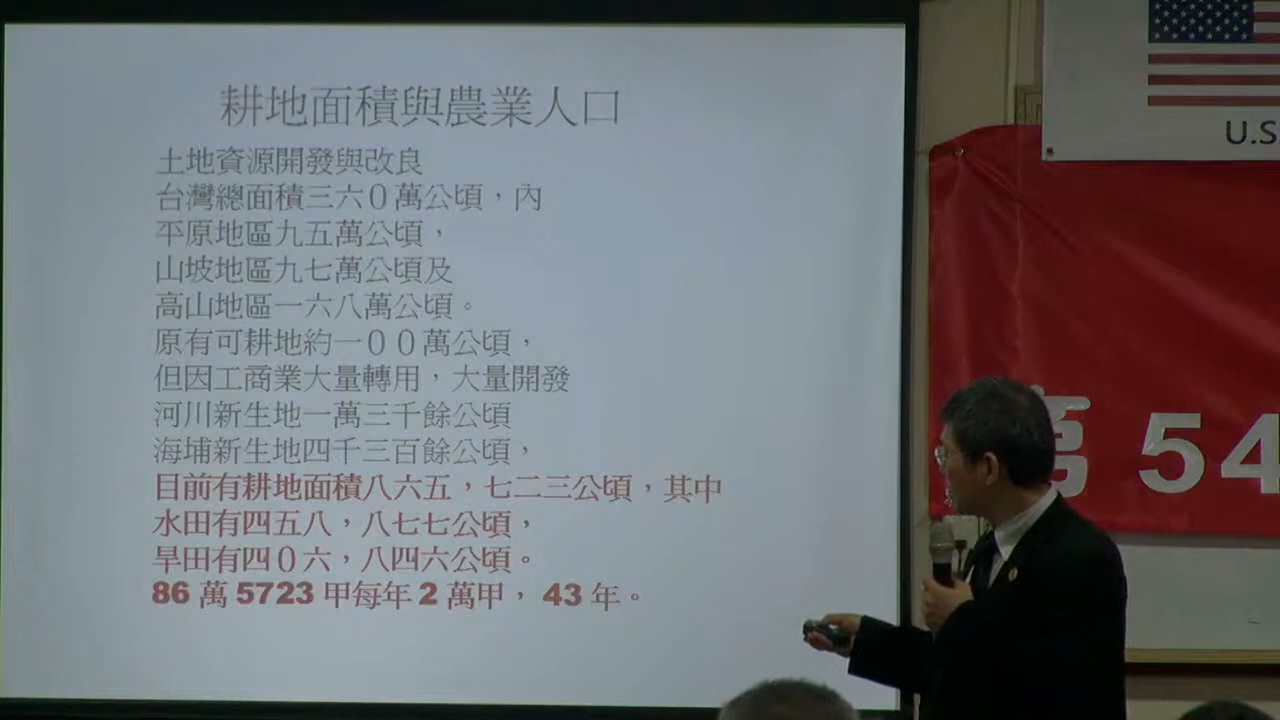 耕地面積與農業人口
土地資源開發與改良
台灣總面積三六０萬公頃，內
平原地區九五萬公頃，
山坡地區九七萬公頃及
高山地區一六八萬公頃。
原有可耕地約一００萬公頃，
但因工商業大量轉用，大量開發
河川新生地一萬三千餘公頃
海埔新生地四千三百餘公頃，
目前有耕地面積八六五，七二三公頃，其中
水田有四五八，八七七公頃，
旱田有四０六，八四六公頃。
86 萬 5723 甲每年 2 萬甲， 43 年。
U.S
第 54